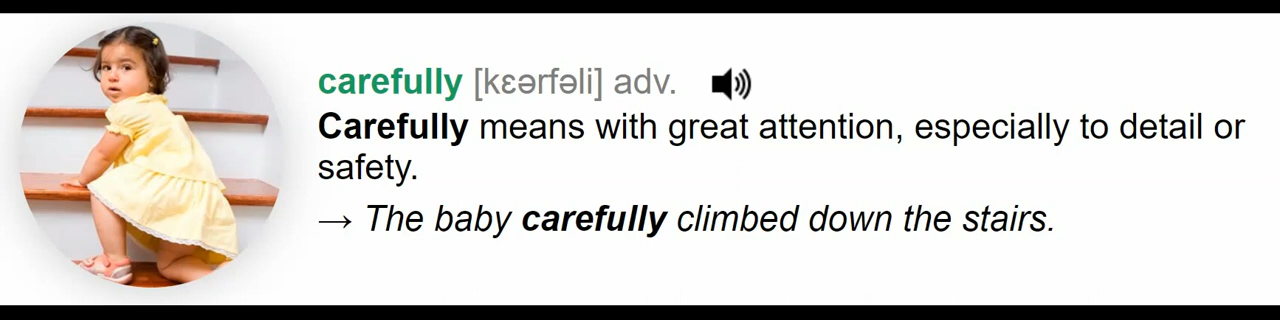 carefully [kɛərfəli] adv.
Carefully means with great attention, especially to detail or
safety.
→ The baby carefully climbed down the stairs.